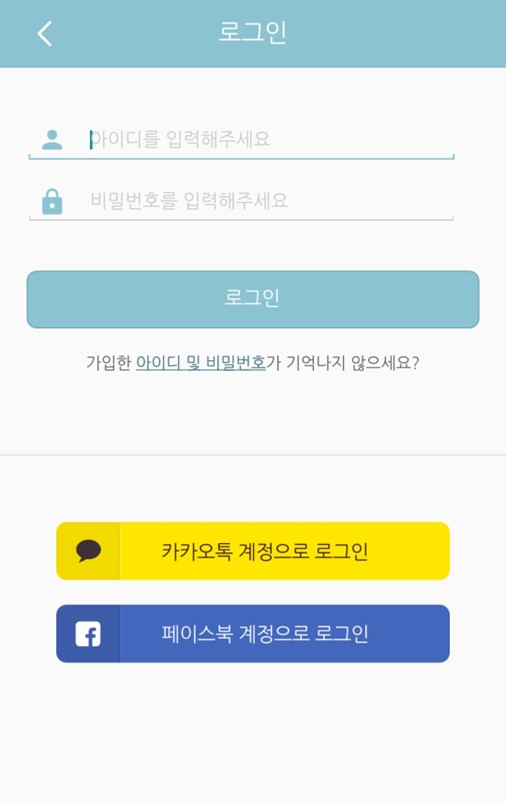 로그인
아이디를 입력해주세요
비밀번호를 입력해주세요
로그인
가입한 아이디 및 비밀번호가 기억나지 않으세요?
카카오톡 계정으로 로그인
페이스북 계정으로 로그인